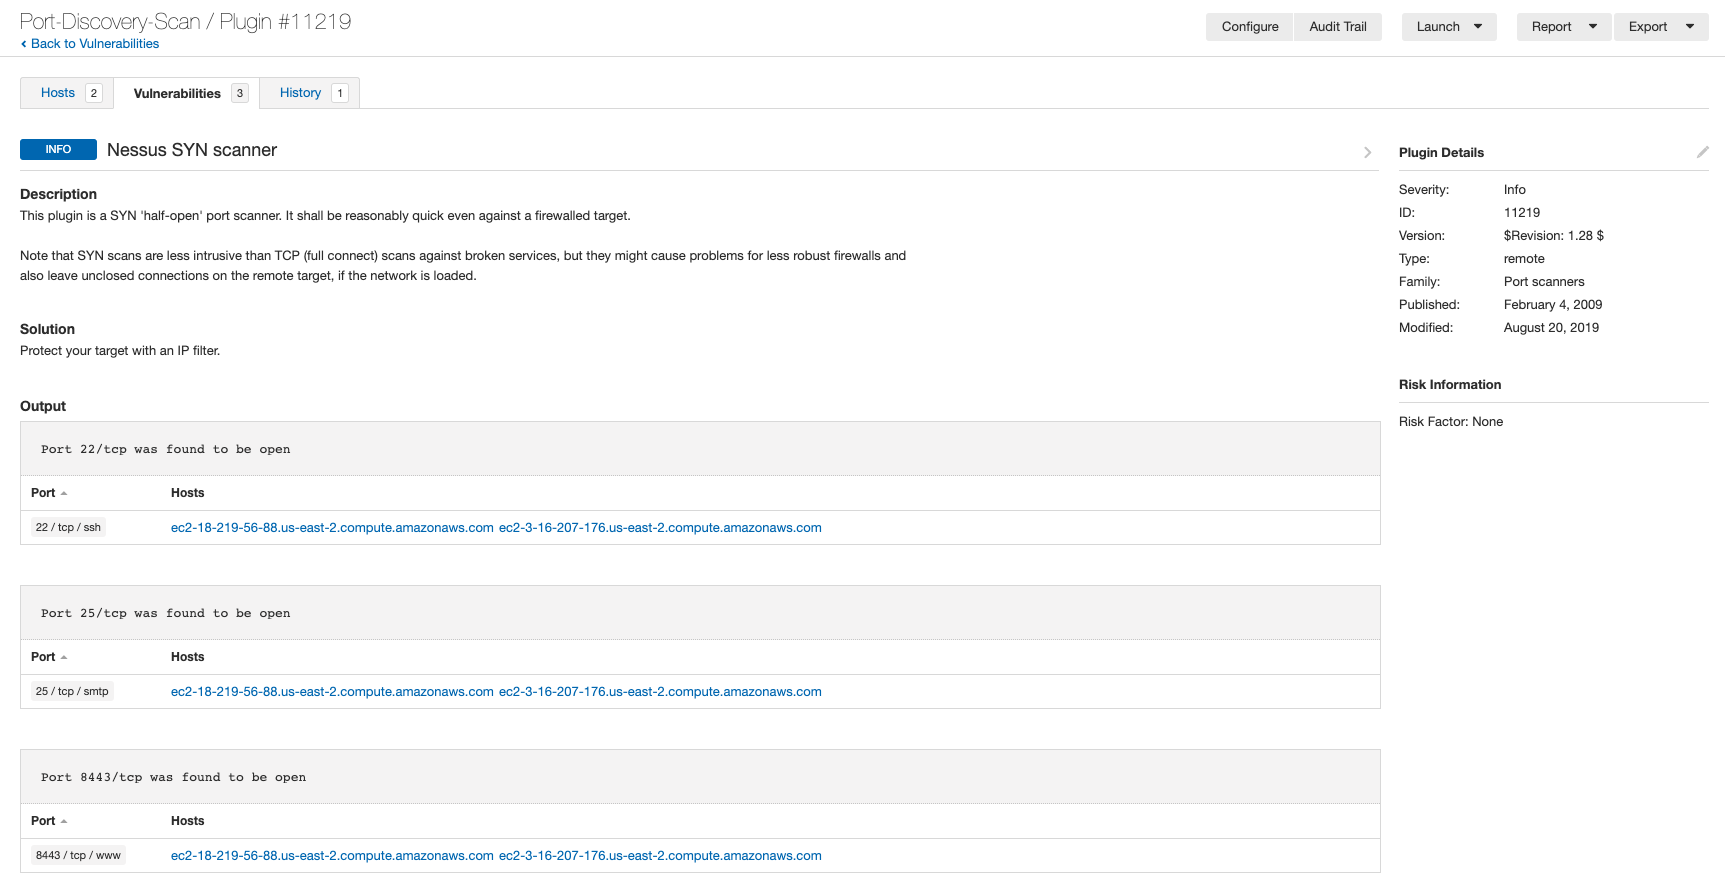 Port-Discovery-Scan / Plugin #11219
‹ Back to Vulnerabilities
Configure Audit Trail Launch Report Export
Hosts 2 Vulnerabilities 3 History 1
INFO Nessus SYN scanner
Description
This plugin is a SYN 'half-open' port scanner. It shall be reasonably quick even against a firewalled target.
Note that SYN scans are less intrusive than TCP (full connect) scans against broken services, but they might cause problems for less robust firewalls and
also leave unclosed connections on the remote target, if the network is loaded.
Solution
Protect your target with an IP filter.
Output
Port 22/tcp was found to be open
Port Hosts
22 / tcp / ssh ec2-18-219-56-88.us-east-2.compute.amazonaws.com ec2-3-16-207-176.us-east-2.compute.amazonaws.com
Port 25/tcp was found to be open
Port Hosts
25 / tcp / smtp ec2-18-219-56-88.us-east-2.compute.amazonaws.com ec2-3-16-207-176.us-east-2.compute.amazonaws.com
Port 8443/tcp was found to be open
Port Hosts
8443 / tcp / www ec2-18-219-56-88.us-east-2.compute.amazonaws.com ec2-3-16-207-176.us-east-2.compute.amazonaws.com
Plugin Details
Severity: Info
ID: 11219
Version: $Revision: 1.28 $
Type: remote
Family: Port scanners
Published: February 4, 2009
Modified: August 20, 2019
Risk Information
Risk Factor: None